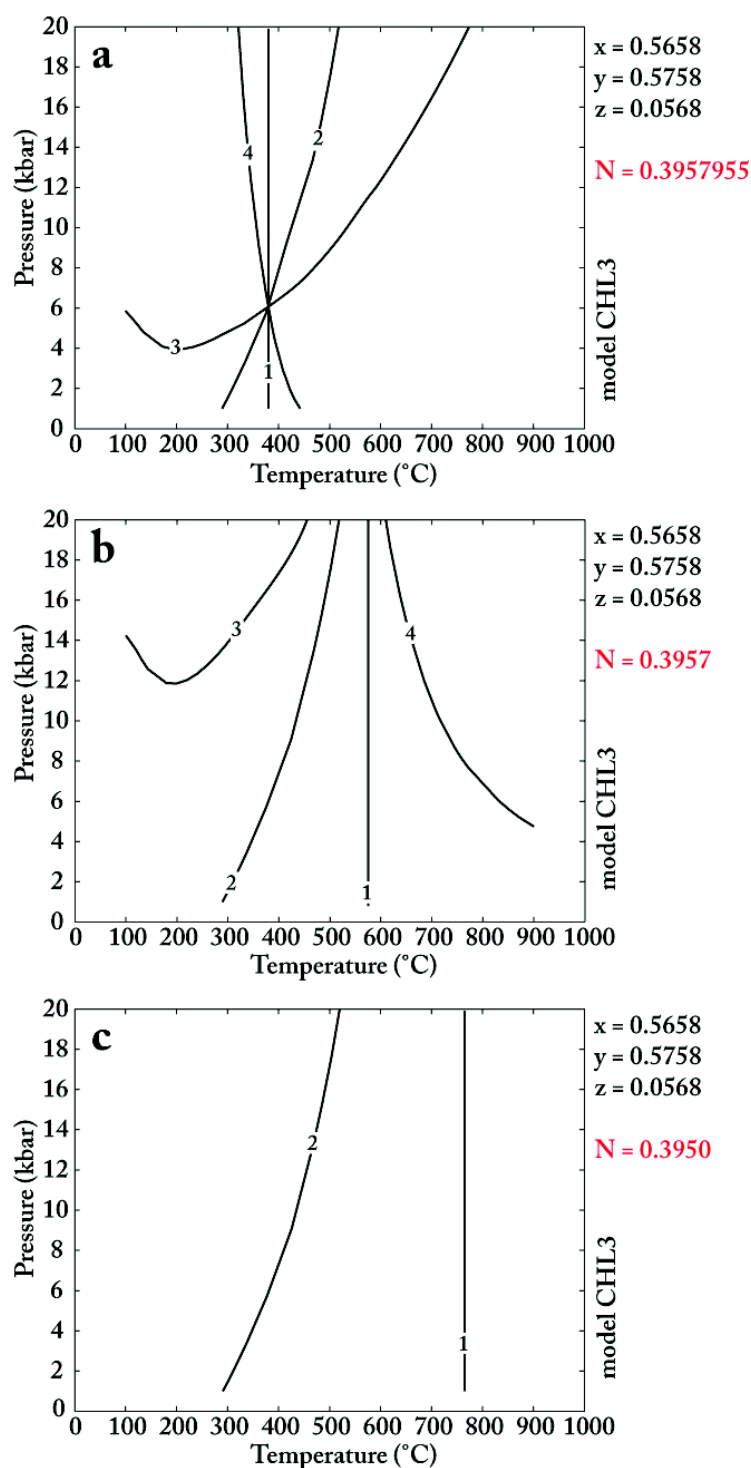 a
20
18
16
14
12
10
8
6
4
2
0
Pressure (kbar)
4
2
3
1
0 100 200 300 400 500 600 700 800 900 1000
Temperature (°C)
x = 0.5658
y = 0.5758
z = 0.0568
N = 0.3957955
model CHL3
b
20
18
16
14
12
10
8
6
4
2
0
Pressure (kbar)
3
4
2
1
0 100 200 300 400 500 600 700 800 900 1000
Temperature (°C)
x = 0.5658
y = 0.5758
z = 0.0568
N = 0.3957
model CHL3
c
20
18
16
14
12
10
8
6
4
2
0
Pressure (kbar)
2
1
0 100 200 300 400 500 600 700 800 900 1000
Temperature (°C)
x = 0.5658
y = 0.5758
z = 0.0568
N = 0.3950
model CHL3